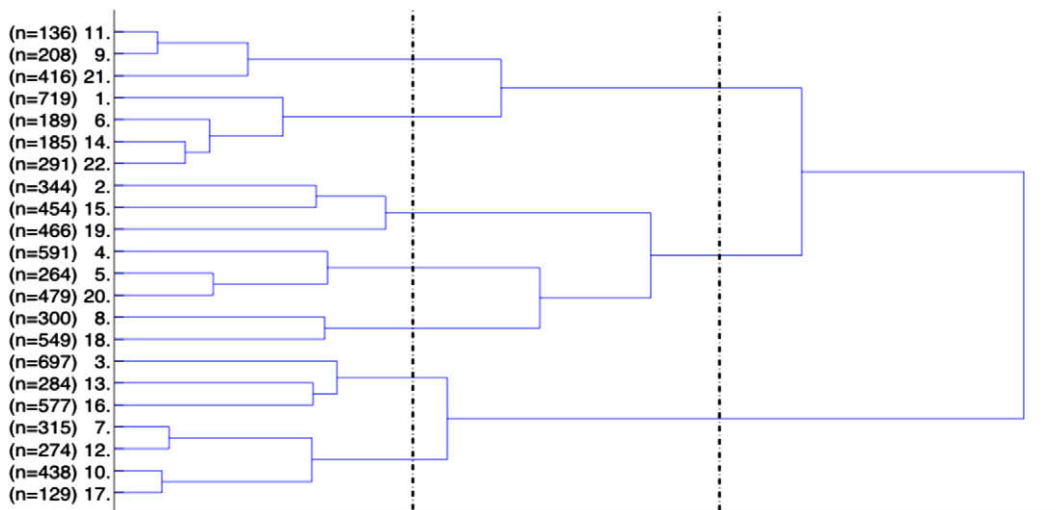 (n=136) 11.
(n=208) 9.
(n=416) 21.
(n=719) 1.
(n=189) 6.
(n=185) 14.
(n=291) 22.
(n=344) 2.
(n=454) 15.
(n=466) 19.
(n=591) 4.
(n=264) 5.
(n=479) 20.
(n=300) 8.
(n=549) 18.
(n=697) 3.
(n=284) 13.
(n=577) 16.
(n=315) 7.
(n=274) 12.
(n=438) 10.
(n=129) 17.